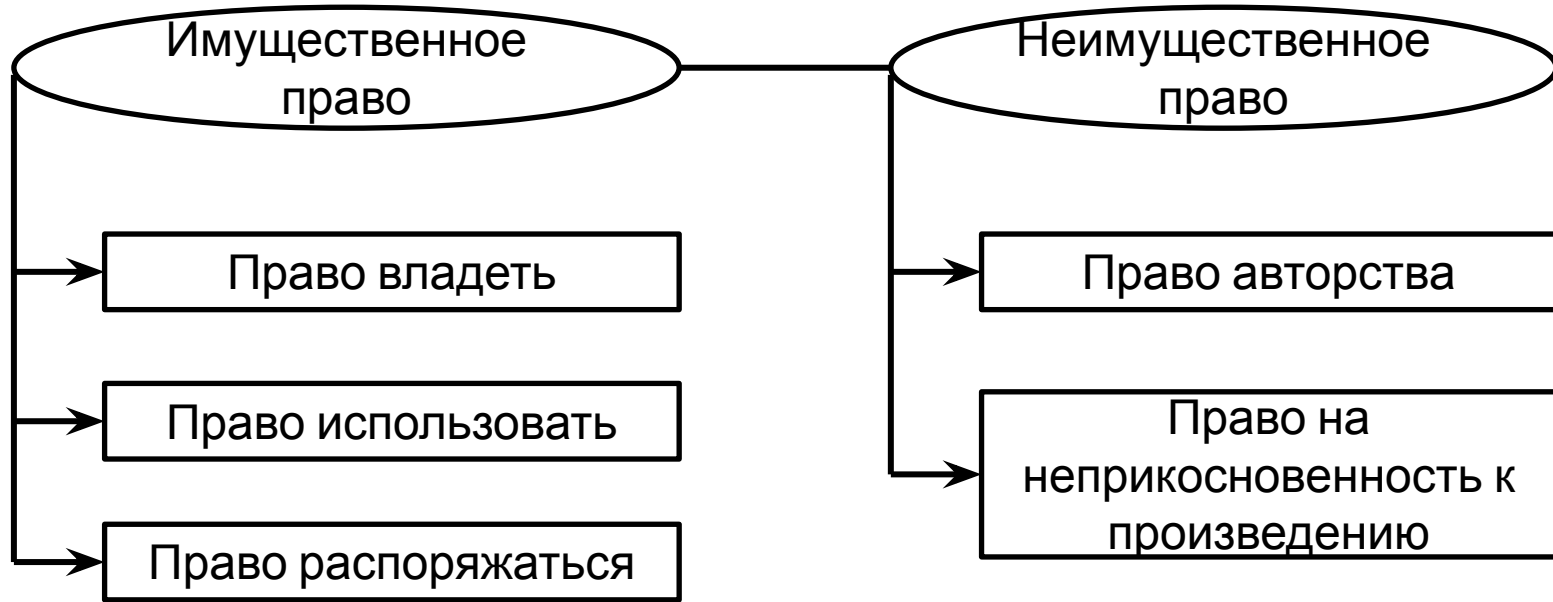 Имущественное
право
Неимущественное
право
Право владеть
Право использовать
Право распоряжаться
Право авторства
Право на
неприкосновенность к
произведению